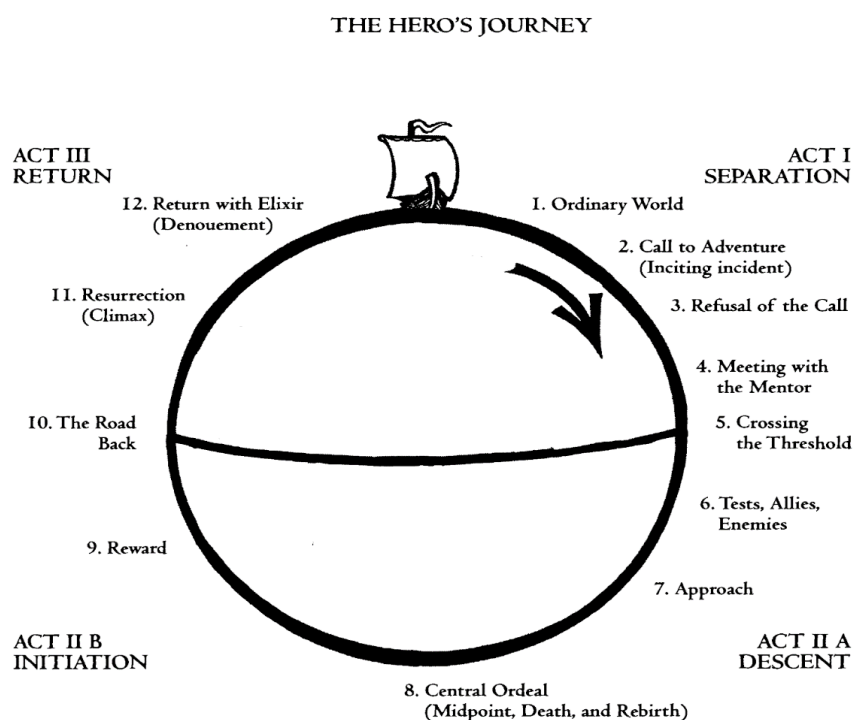 THE HERO'S JOURNEY
ACT I
SEPARATION
1. Ordinary World
2. Call to Adventure
(Inciting incident)
3. Refusal of the Call
4. Meeting with
the Mentor
5. Crossing
the Threshold
6. Tests, Allies,
Enemies
7. Approach
ACT II A
DESCENT
8. Central Ordeal
(Midpoint, Death, and Rebirth)
ACT II B
INITIATION
9. Reward
10. The Road
Back
11. Resurrection
(Climax)
12. Return with Elixir
(Denouement)
ACT III
RETURN